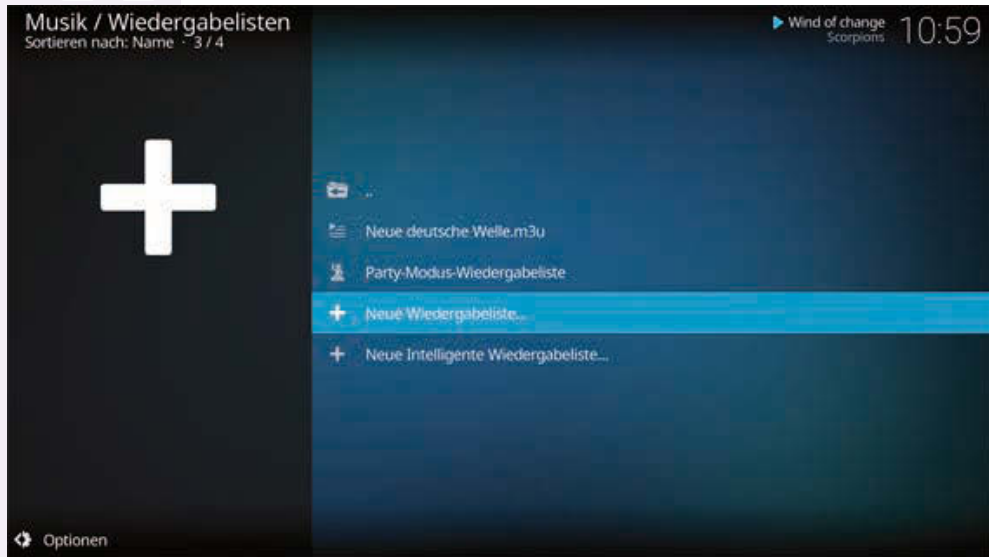 Musik / Wiedergabelisten
Sortieren nach: Name · 3 / 4
Wind of change
Scorpions
10:59
..
Neue deutsche Welle.m3u
Party-Modus-Wiedergabeliste
Neue Wiedergabeliste...
Neue Intelligente Wiedergabeliste...
Optionen